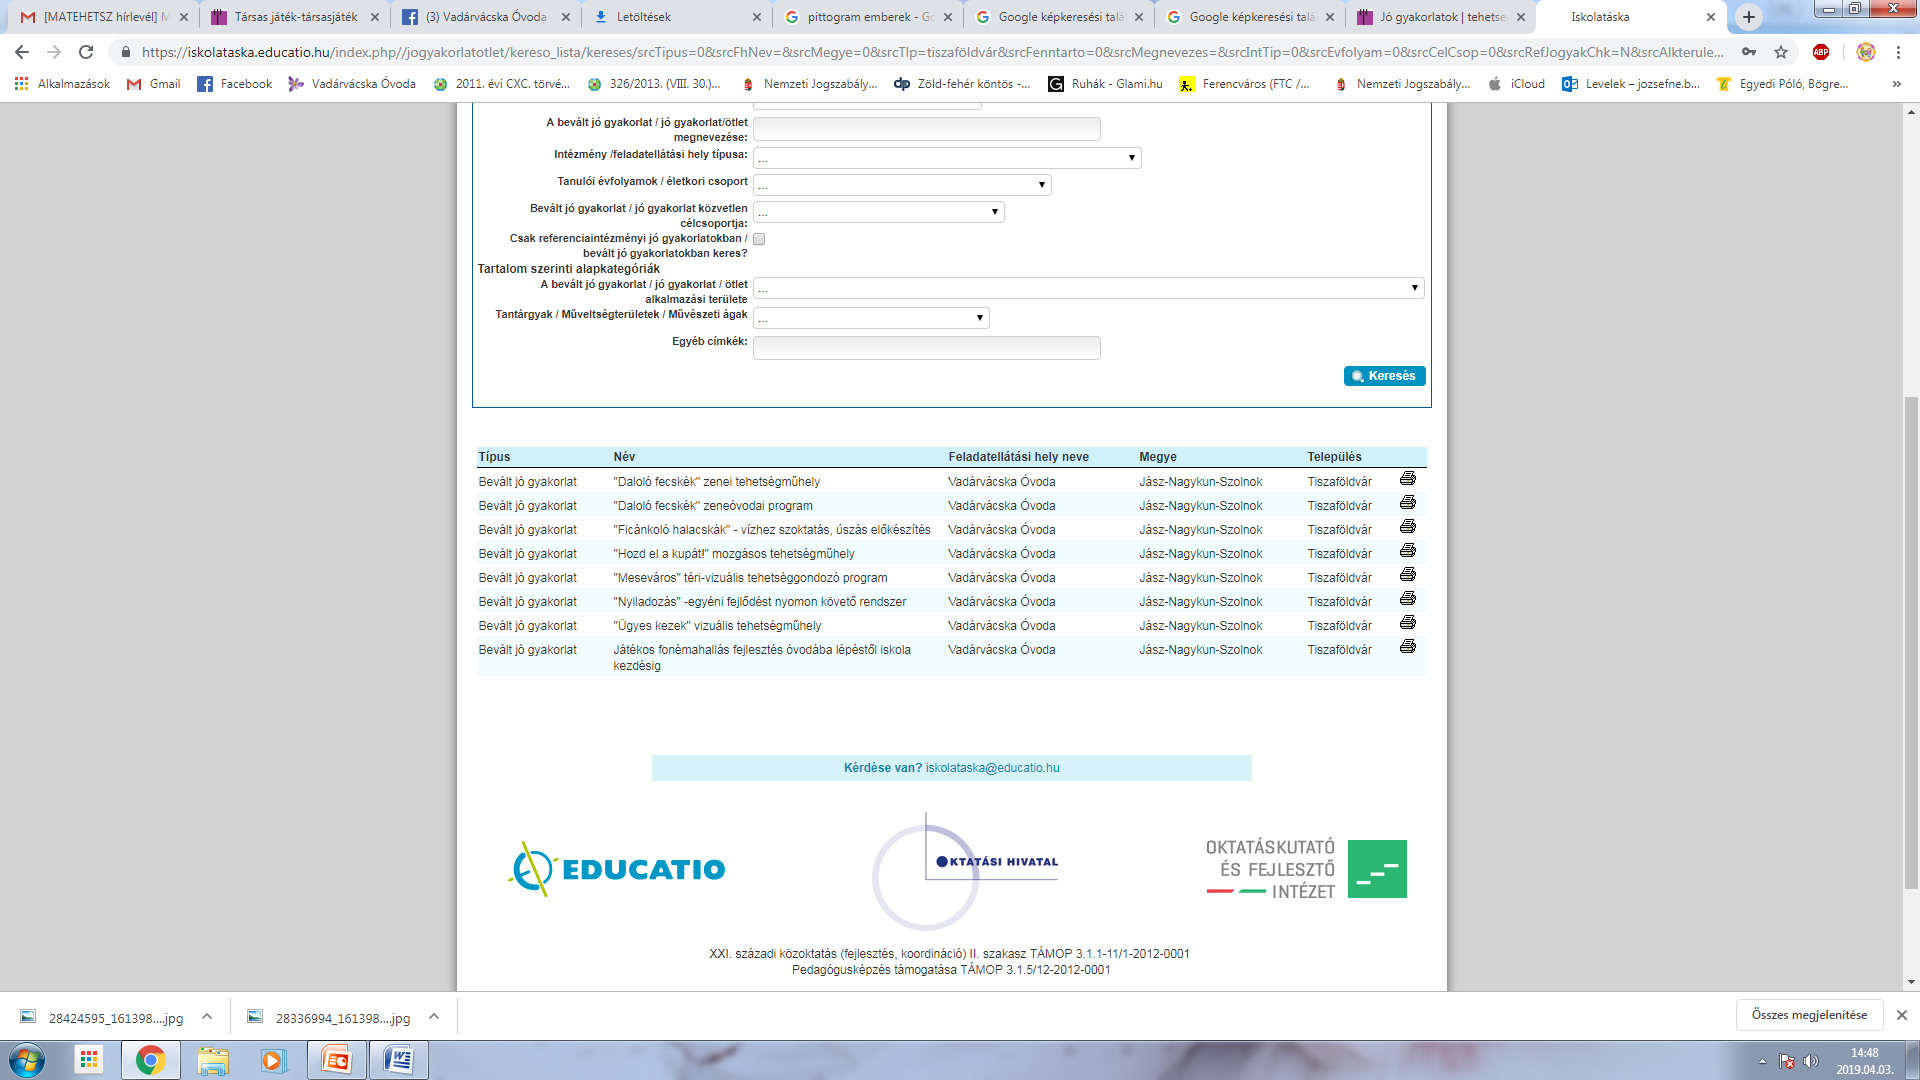 [MATEHETSZ hírlevél] M
Társas játék-társasjáték
(3) Vadárvácska Óvoda
Letöltések
pittogram emberek - Go
Google képkeresési talá
Google képkeresési talá
Jó gyakorlatok | tehetse
Iskolatáska
https://iskolataska.educatio.hu/index.php//jogyakorlatotlet/kereso_lista/kereses/srcTipus=0&srcFhNev=&srcMegye=0&srcTlp=tiszaföldvár&srcFenntarto=0&srcMegnevezes=&srcIntTip=0&srcEvfolyam=0&srcCelCsop=0&srcRefJogyakChk=N&srcAlkterule...
ABP
Alkalmazások
Gmail
Facebook
Vadárvácska Óvoda
2011. évi CXC. törvé...
326/2013. (VIII. 30.)...
Nemzeti Jogszabály...
Zöld-fehér köntös -...
Ruhák - Glami.hu
Ferencváros (FTC /...
Nemzeti Jogszabály...
iCloud
Levelek – jozsefne.b...
Egyedi Póló, Bögre...
»
A bevált jó gyakorlat / jó gyakorlat/ötlet
megnevezése:
Intézmény /feladatellátási hely típusa: ...
Tanulói évfolyamok / életkori csoport ...
Bevált jó gyakorlat / jó gyakorlat közvetlen
célcsoportja: ...
Csak referenciaintézményi jó gyakorlatokban /
bevált jó gyakorlatokban keres?
Tartalom szerinti alapkategóriák
A bevált jó gyakorlat / jó gyakorlat / ötlet
alkalmazási területe ...
Tantárgyak / Műveltségterületek / Művészeti ágak ...
Egyéb címkék:
Keresés
Típus Név Feladatellátási hely neve Megye Település
Bevált jó gyakorlat "Daloló fecskék" zenei tehetségműhely Vadárvácska Óvoda Jász-Nagykun-Szolnok Tiszaföldvár
Bevált jó gyakorlat "Daloló fecskék" zeneóvodai program Vadárvácska Óvoda Jász-Nagykun-Szolnok Tiszaföldvár
Bevált jó gyakorlat "Ficánkoló halacskák" - vízhez szoktatás, úszás előkészítés Vadárvácska Óvoda Jász-Nagykun-Szolnok Tiszaföldvár
Bevált jó gyakorlat "Hozd el a kupát!" mozgásos tehetségműhely Vadárvácska Óvoda Jász-Nagykun-Szolnok Tiszaföldvár
Bevált jó gyakorlat "Meseváros" téri-vizuális tehetséggondozó program Vadárvácska Óvoda Jász-Nagykun-Szolnok Tiszaföldvár
Bevált jó gyakorlat "Nyiladozás" -egyéni fejlődést nyomon követő rendszer Vadárvácska Óvoda Jász-Nagykun-Szolnok Tiszaföldvár
Bevált jó gyakorlat "Ügyes kezek" vizuális tehetségműhely Vadárvácska Óvoda Jász-Nagykun-Szolnok Tiszaföldvár
Bevált jó gyakorlat Játékos fonémahallás fejlesztés óvodába lépéstől iskola Vadárvácska Óvoda Jász-Nagykun-Szolnok Tiszaföldvár
kezdésig
Kérdése van? iskolataska@educatio.hu
EDUCATIO
OKTATÁSI HIVATAL
OKTATÁSKUTATÓ
ÉS FEJLESZTŐ
INTÉZET
XXI. századi közoktatás (fejlesztés, koordináció) II. szakasz TÁMOP 3.1.1-11/1-2012-0001
Pedagógusképzés támogatása TÁMOP 3.1.5/12-2012-0001
28424595_161398....jpg
28336994_161398....jpg
Összes megjelenítése
14:48
2019.04.03.